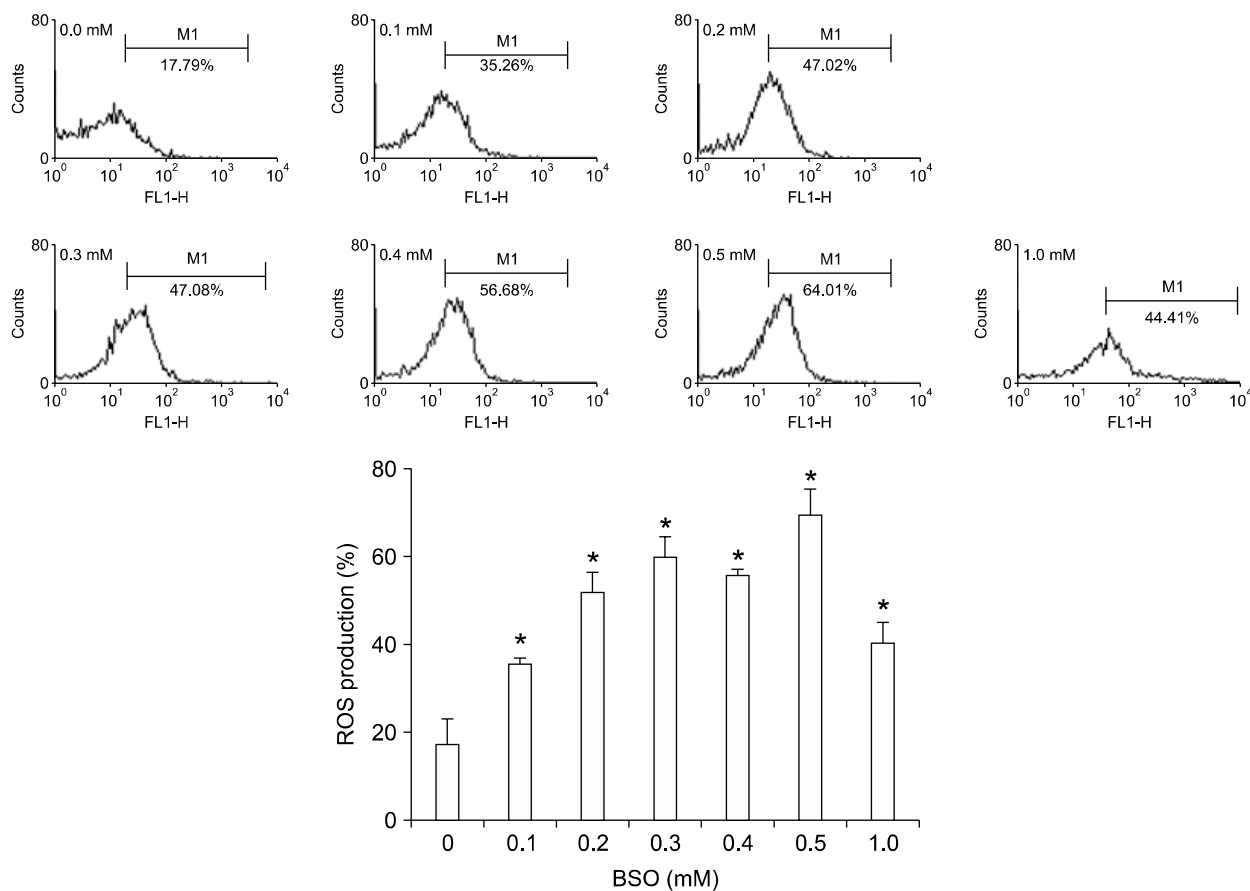 80
0.0 mM
M1
17.79%
Counts
0
10^0 10^1 10^2 10^3 10^4
FL1-H
80
0.1 mM
M1
35.26%
Counts
0
10^0 10^1 10^2 10^3 10^4
FL1-H
80
0.2 mM
M1
47.02%
Counts
0
10^0 10^1 10^2 10^3 10^4
FL1-H
80
0.3 mM
M1
47.08%
Counts
0
10^0 10^1 10^2 10^3 10^4
FL1-H
80
0.4 mM
M1
56.68%
Counts
0
10^0 10^1 10^2 10^3 10^4
FL1-H
80
0.5 mM
M1
64.01%
Counts
0
10^0 10^1 10^2 10^3 10^4
FL1-H
80
1.0 mM
M1
44.41%
Counts
0
10^0 10^1 10^2 10^3 10^4
FL1-H
ROS production (%)
80
60
40
20
0
* * * * * *
0 0.1 0.2 0.3 0.4 0.5 1.0
BSO (mM)